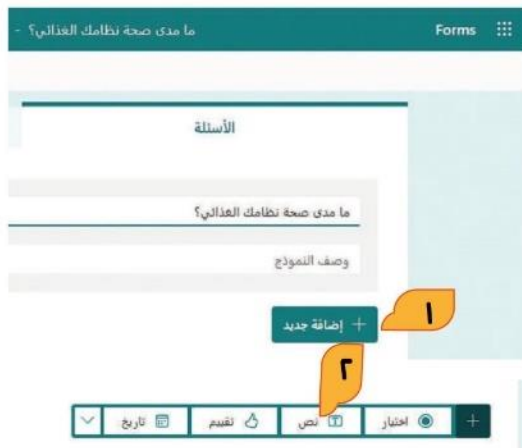 Forms ما مدى صحة نظامك الغذائي؟ -
الأسئلة
ما مدى صحة نظامك الغذائي؟
وصف النموذج
+ إضافة جديد
١
٢
+ اختيار نص تقييم تاريخ